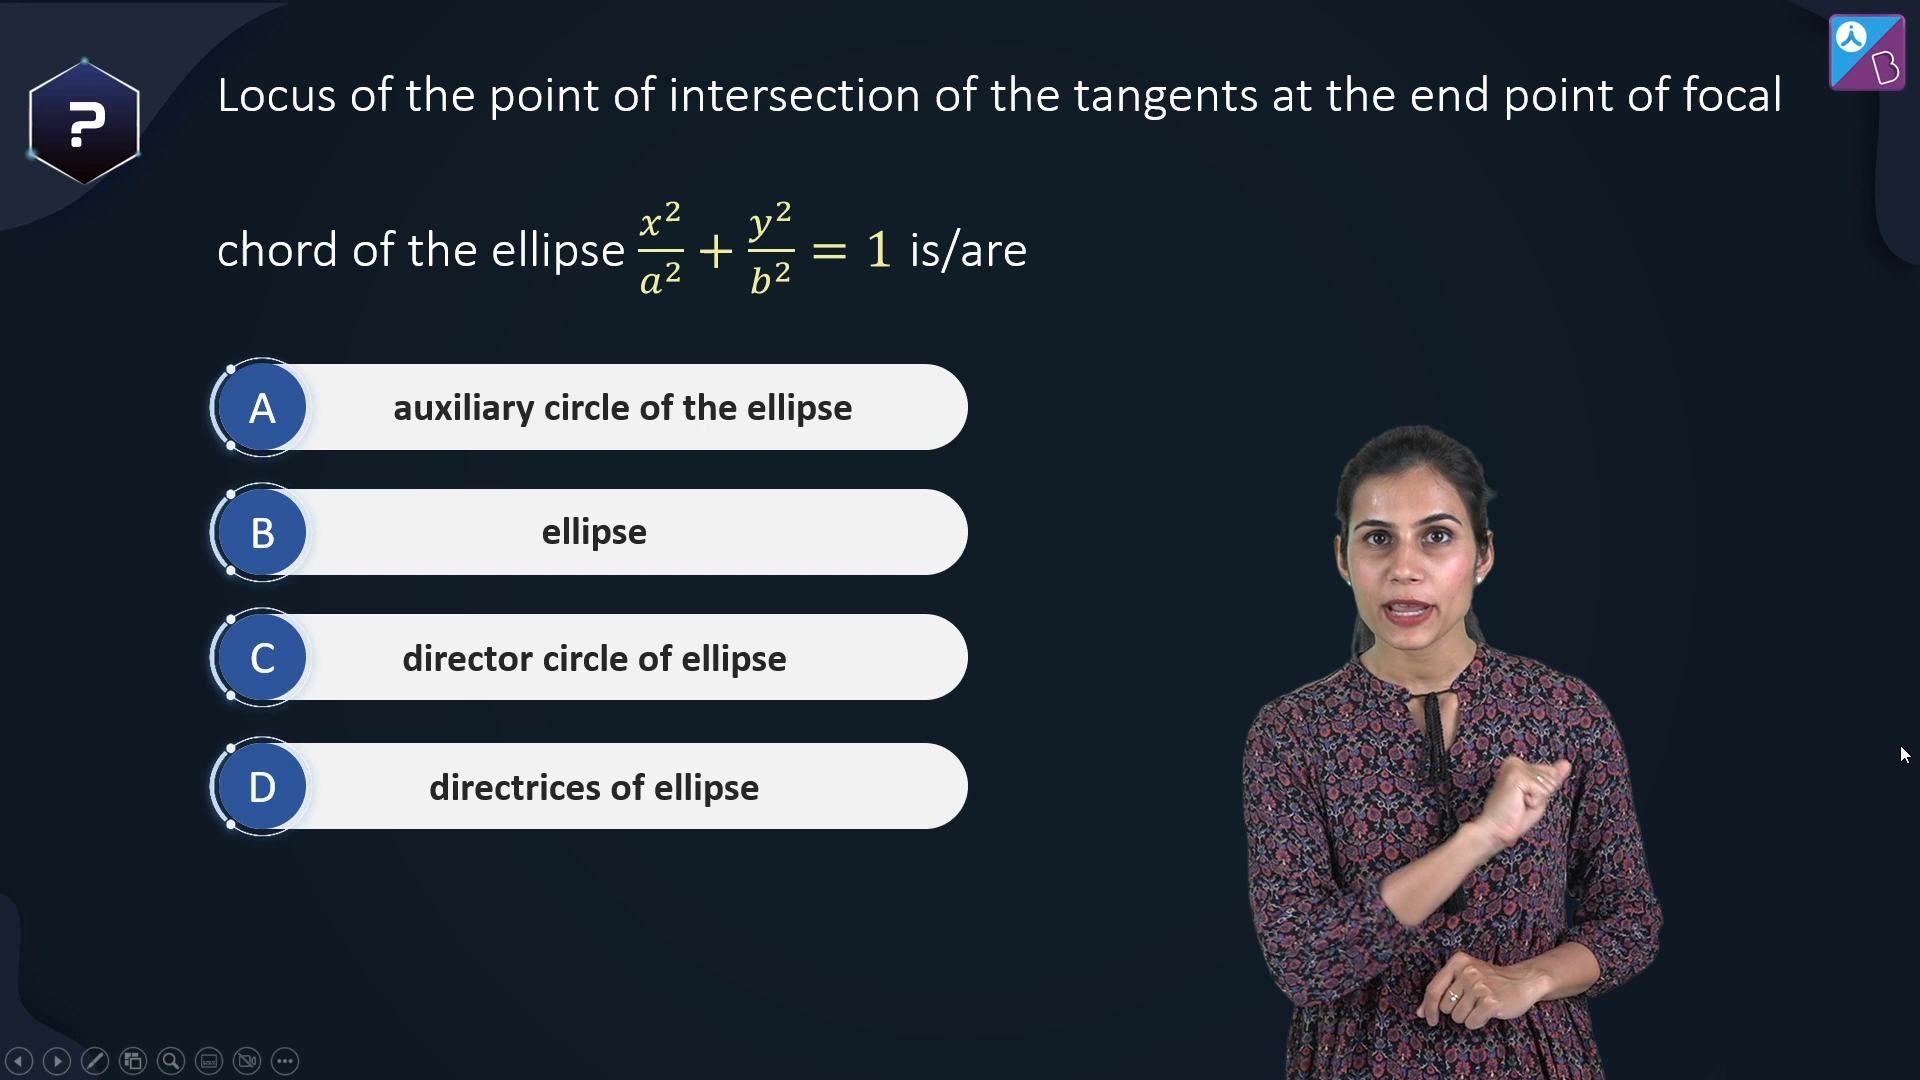 ?
Locus of the point of intersection of the tangents at the end point of focal
chord of the ellipse x²/a² + y²/b² = 1 is/are
A auxiliary circle of the ellipse
B ellipse
C director circle of ellipse
D directrices of ellipse
B